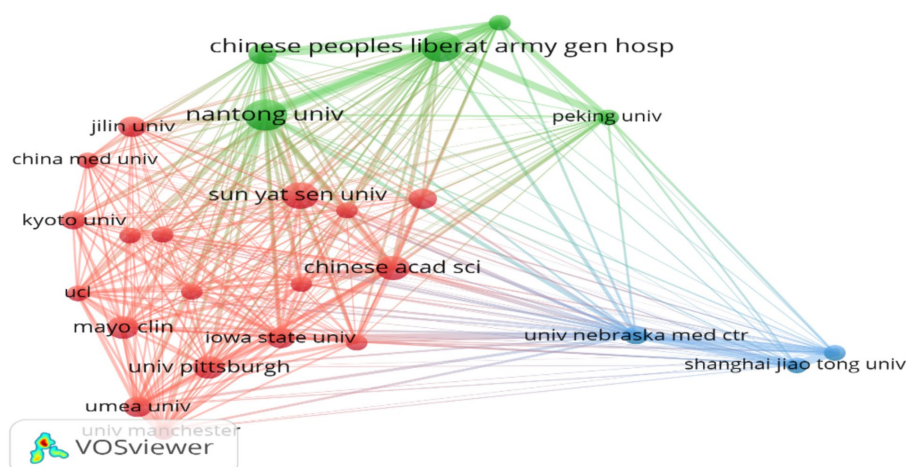 chinese peoples liberat army gen hosp
nantong univ
peking univ
jilin univ
china med univ
sun yat sen univ
kyoto univ
chinese acad sci
ucl
mayo clin
iowa state univ
univ nebraska med ctr
univ pittsburgh
shanghai jiao tong univ
umea univ
univ manchester
VOSviewer